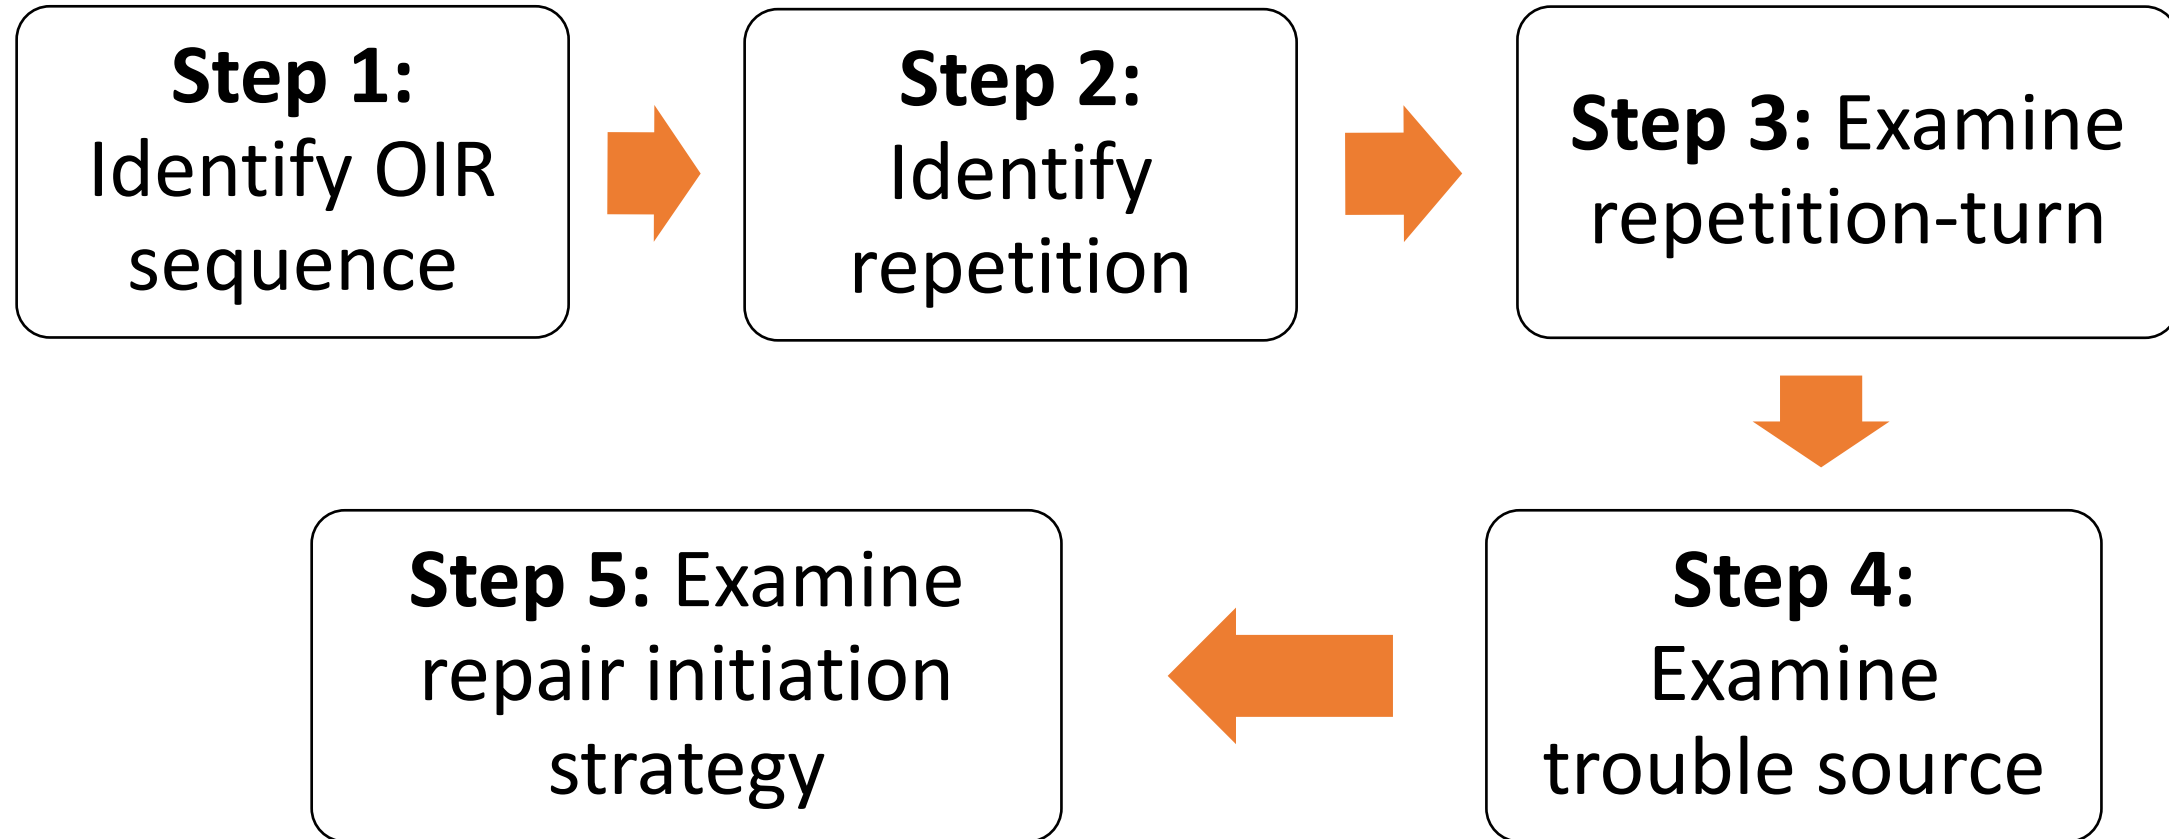 Step 1:
Identify OIR
sequence
Step 2:
Identify
repetition
Step 3: Examine
repetition-turn
Step 4:
Examine
trouble source
Step 5: Examine
repair initiation
strategy